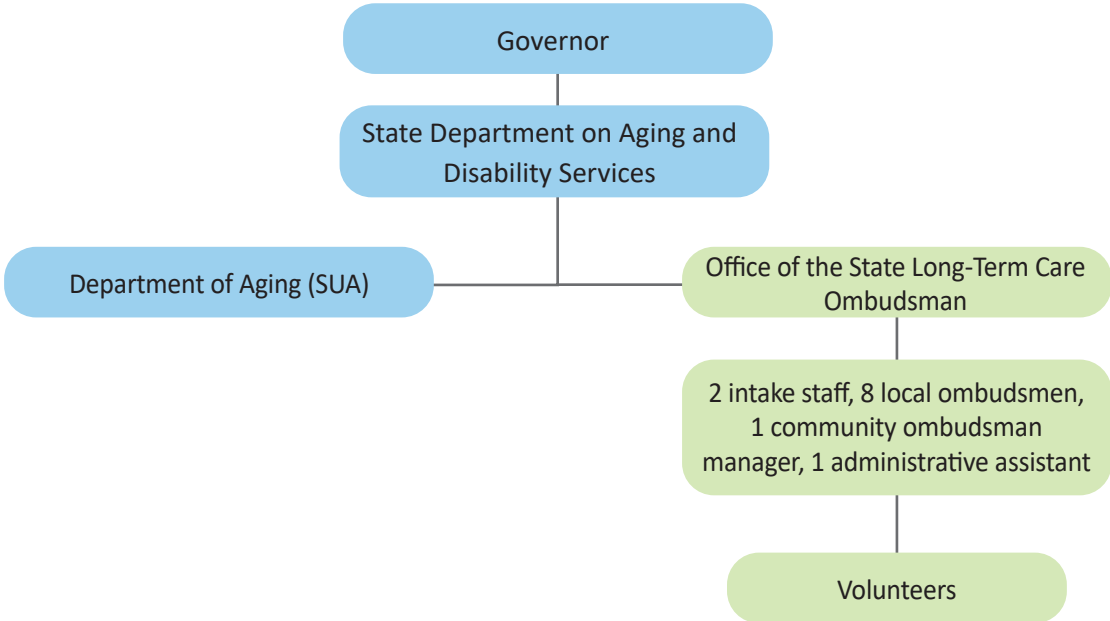 Governor
State Department on Aging and
Disability Services
Department of Aging (SUA)
Office of the State Long-Term Care
Ombudsman
2 intake staff, 8 local ombudsmen,
1 community ombudsman
manager, 1 administrative assistant
Volunteers